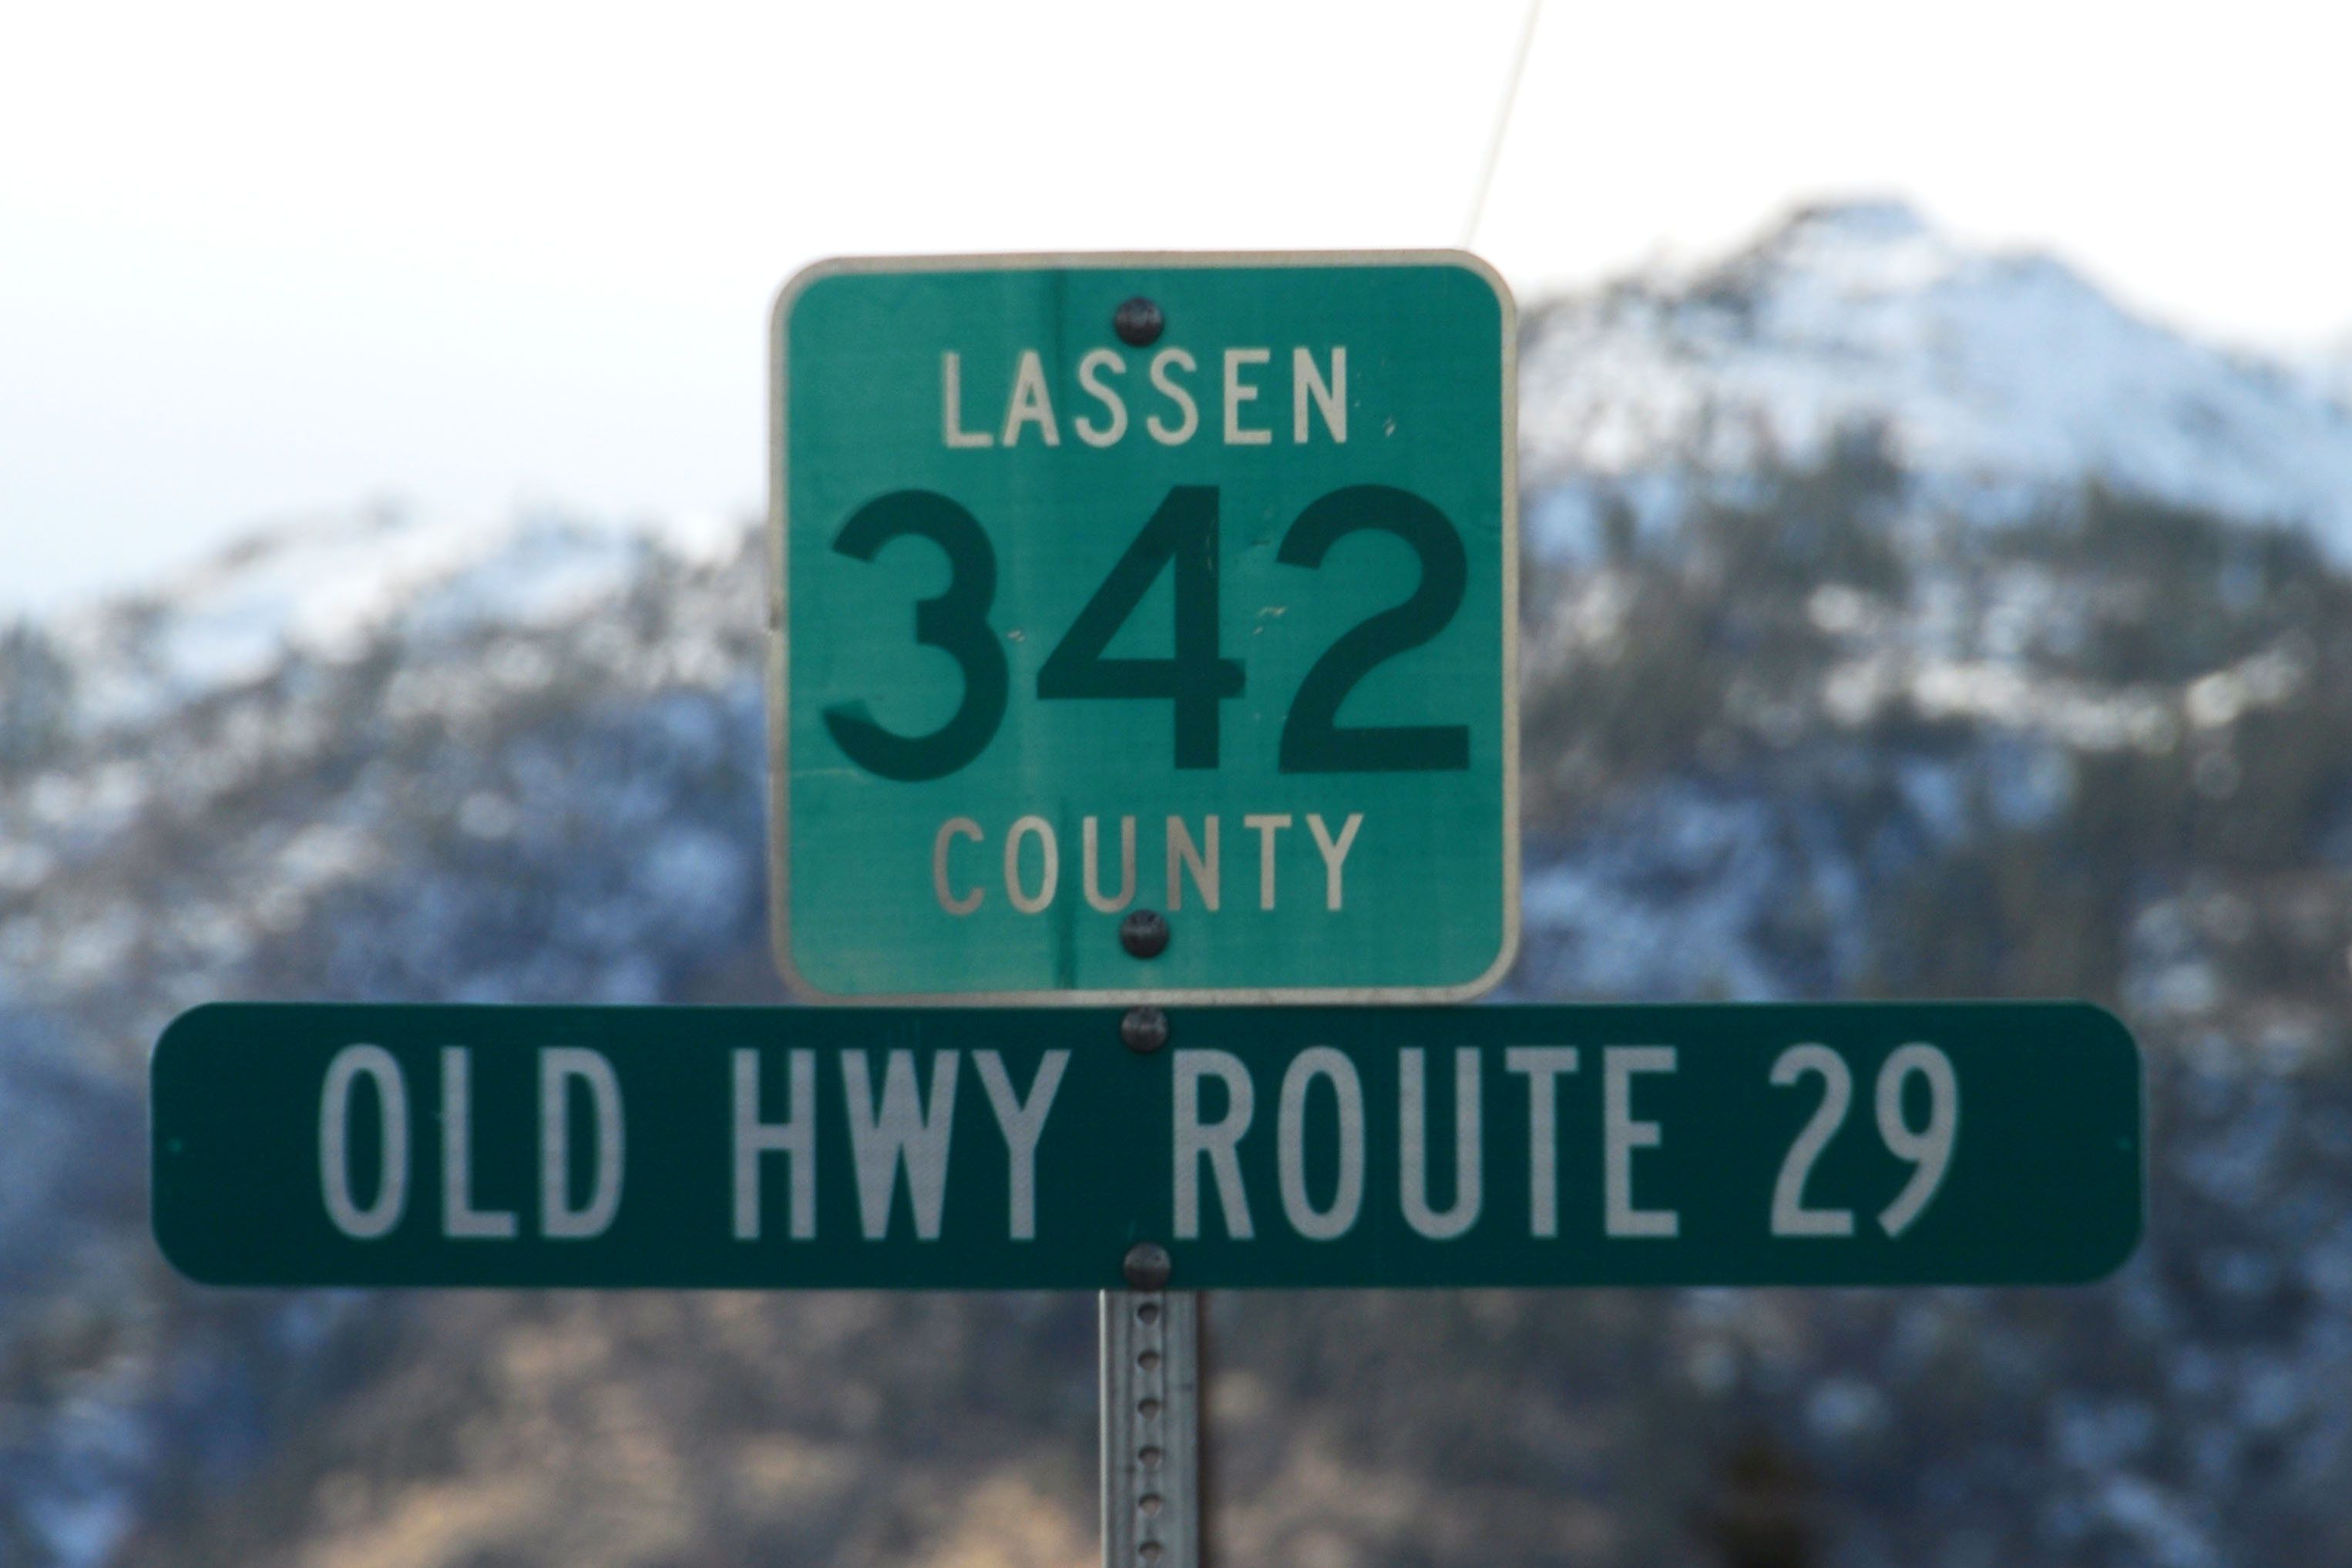 LASSEN
342
COUNTY
OLD HWY ROUTE 29